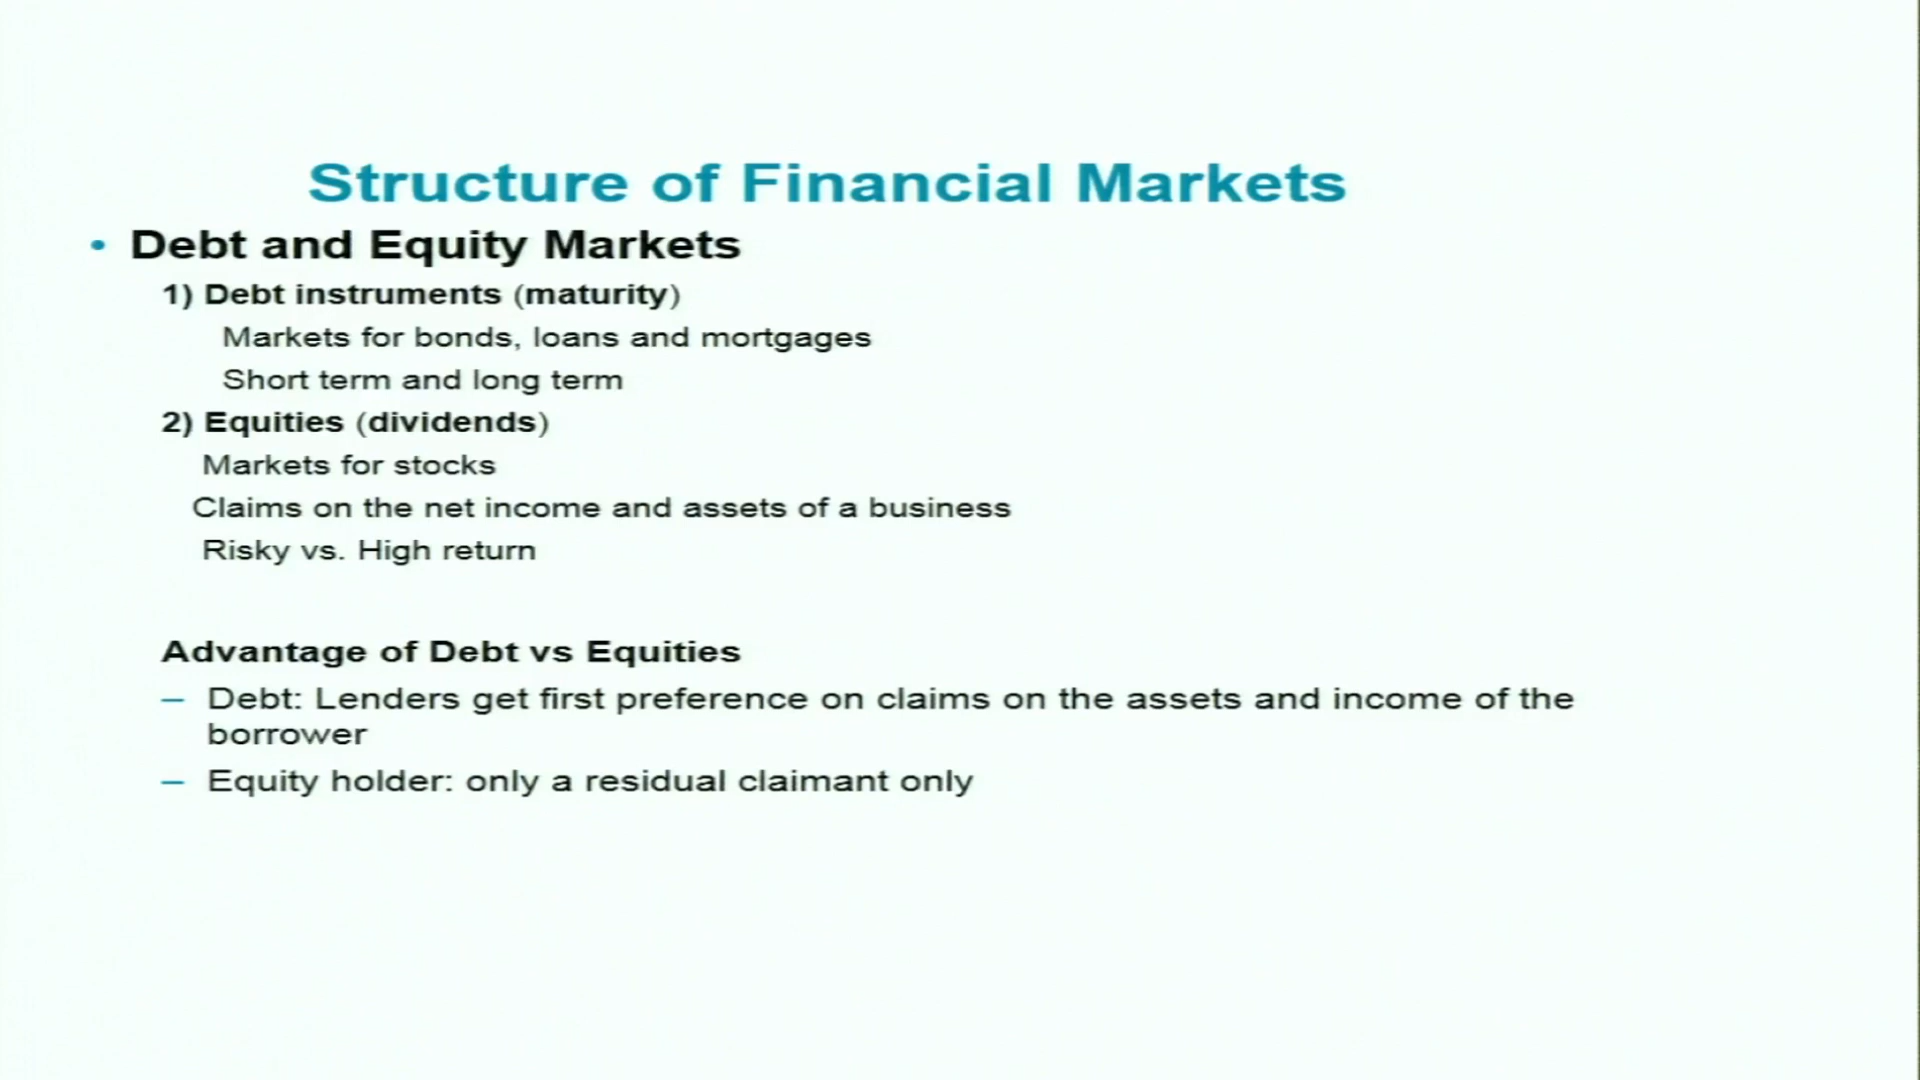 Structure of Financial Markets
• Debt and Equity Markets
1) Debt instruments (maturity)
Markets for bonds, loans and mortgages
Short term and long term
2) Equities (dividends)
Markets for stocks
Claims on the net income and assets of a business
Risky vs. High return
Advantage of Debt vs Equities
– Debt: Lenders get first preference on claims on the assets and income of the
borrower
– Equity holder: only a residual claimant only